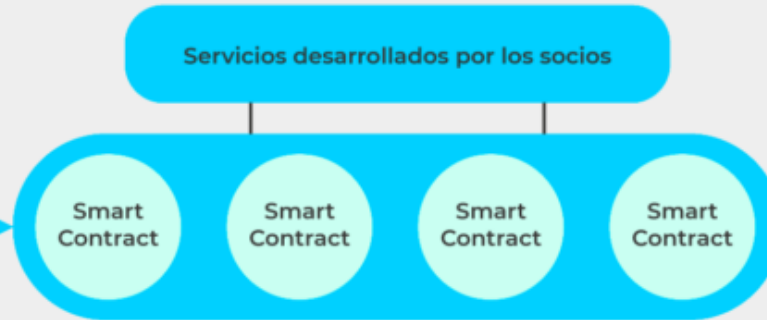 Servicios desarrollados por los socios
Smart
Contract
Smart
Contract
Smart
Contract
Smart
Contract